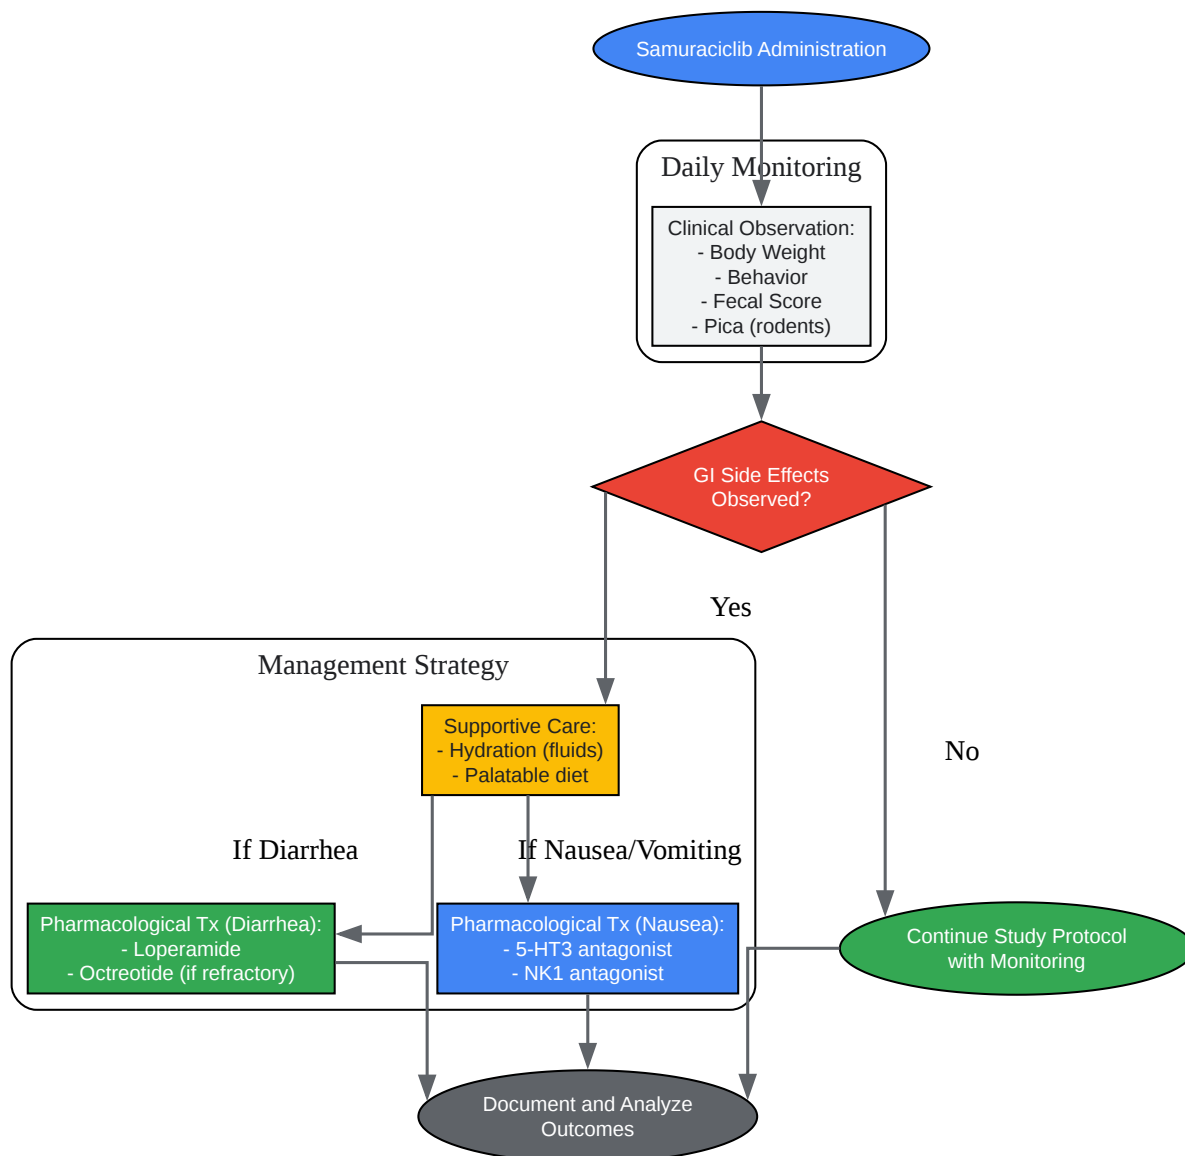 Samuraciclib Administration
Daily Monitoring
Clinical Observation:
- Body Weight
- Behavior
- Fecal Score
- Pica (rodents)
GI Side Effects
Observed?
Yes
No
Management Strategy
Supportive Care:
- Hydration (fluids)
- Palatable diet
If Diarrhea
If Nausea/Vomiting
Pharmacological Tx (Diarrhea):
- Loperamide
- Octreotide (if refractory)
Pharmacological Tx (Nausea):
- 5-HT3 antagonist
- NK1 antagonist
Continue Study Protocol
with Monitoring
Document and Analyze
Outcomes